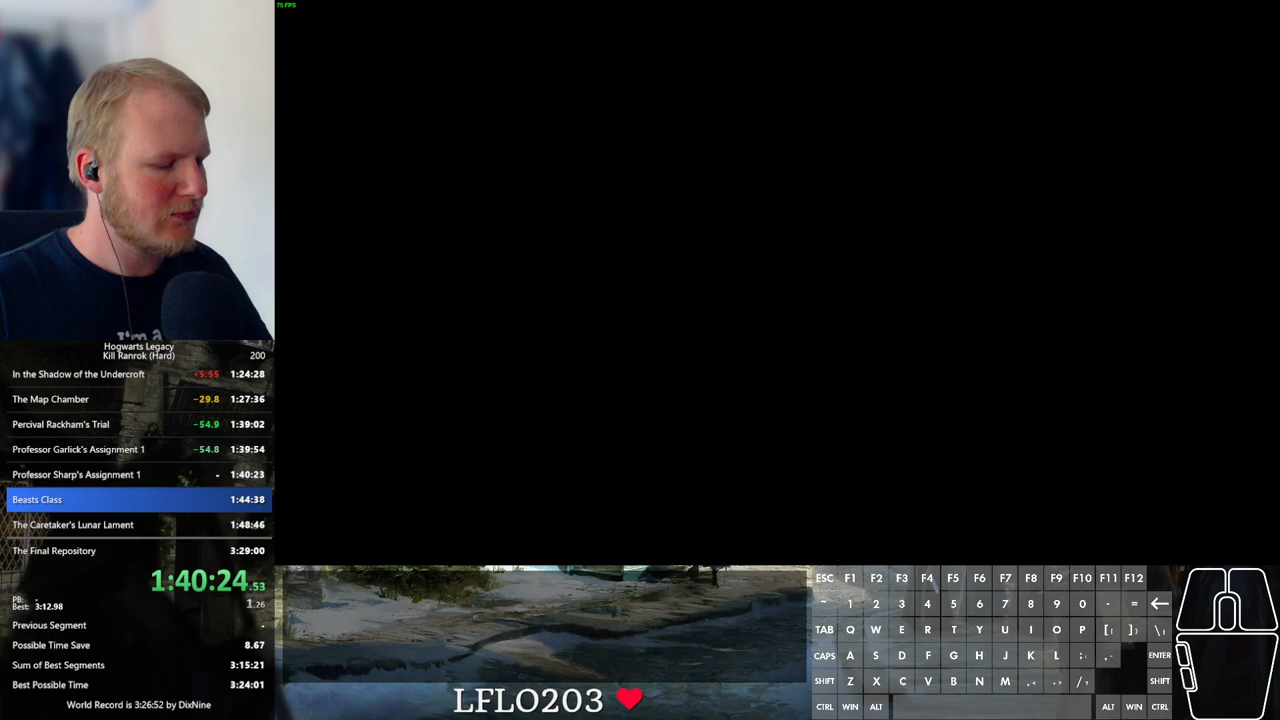 75 FPS
I'm a
Hogwarts Legacy
Kill Ranrok (Hard) 200
In the Shadow of the Undercroft +5:55 1:24:28
The Map Chamber −29.8 1:27:36
Percival Rackham's Trial −54.9 1:39:02
Professor Garlick's Assignment 1 −54.8 1:39:54
Professor Sharp's Assignment 1 - 1:40:23
Beasts Class 1:44:38
The Caretaker's Lunar Lament 1:48:46
The Final Repository 3:29:00
1:40:24.53
PB: -
Best: 3:12.98 1.26
Previous Segment -
Possible Time Save 8.67
Sum of Best Segments 3:15:21
Best Possible Time 3:24:01
World Record is 3:26:52 by DixNine
LFLO203 ❤
ESC F1 F2 F3 F4 F5 F6 F7 F8 F9 F10 F11 F12
~ 1 2 3 4 5 6 7 8 9 0 - = ←
TAB Q W E R T Y U I O P [{ ]} \|
CAPS A S D F G H J K L ;: ,. ENTER
SHIFT Z X C V B N M ,< .> /? SHIFT
CTRL WIN ALT ALT WIN CTRL